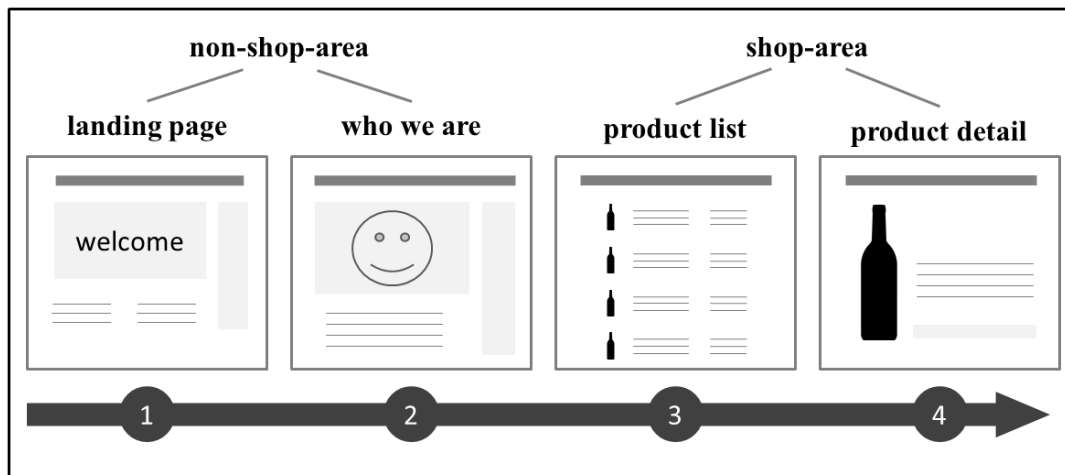 non-shop-area
shop-area
landing page
who we are
product list
product detail
welcome
1
2
3
4